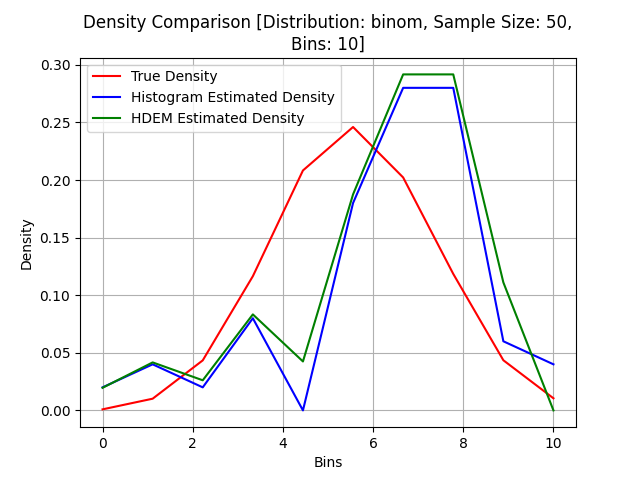 Density Comparison [Distribution: binom, Sample Size: 50,
Bins: 10]
True Density
Histogram Estimated Density
HDEM Estimated Density
Density
0.30
0.25
0.20
0.15
0.10
0.05
0.00
0 2 4 6 8 10
Bins